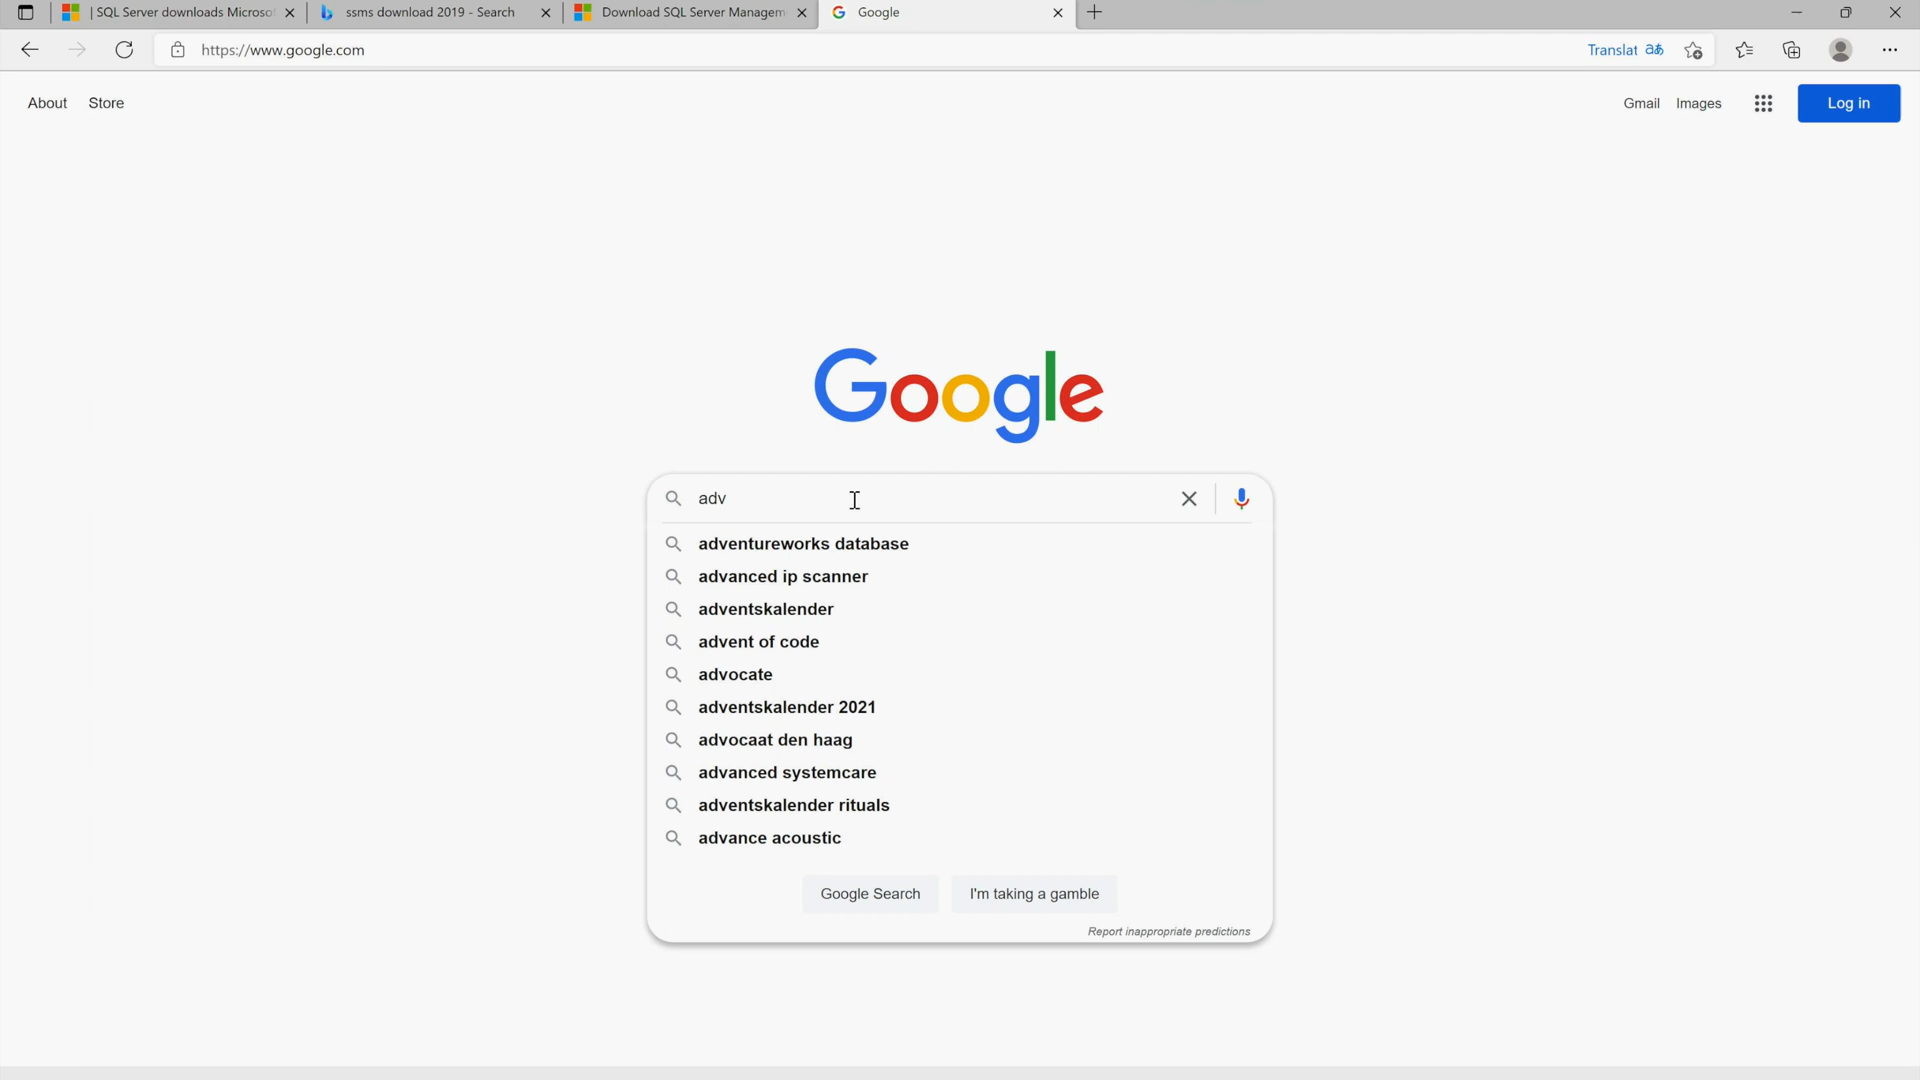 | SQL Server downloads Microsof
ssms download 2019 - Search
Download SQL Server Managem
Google
https://www.google.com
Translat
About
Store
Gmail
Images
Log in
Google
adv
adventureworks database
advanced ip scanner
adventskalender
advent of code
advocate
adventskalender 2021
advocaat den haag
advanced systemcare
adventskalender rituals
advance acoustic
Google Search
I'm taking a gamble
Report inappropriate predictions